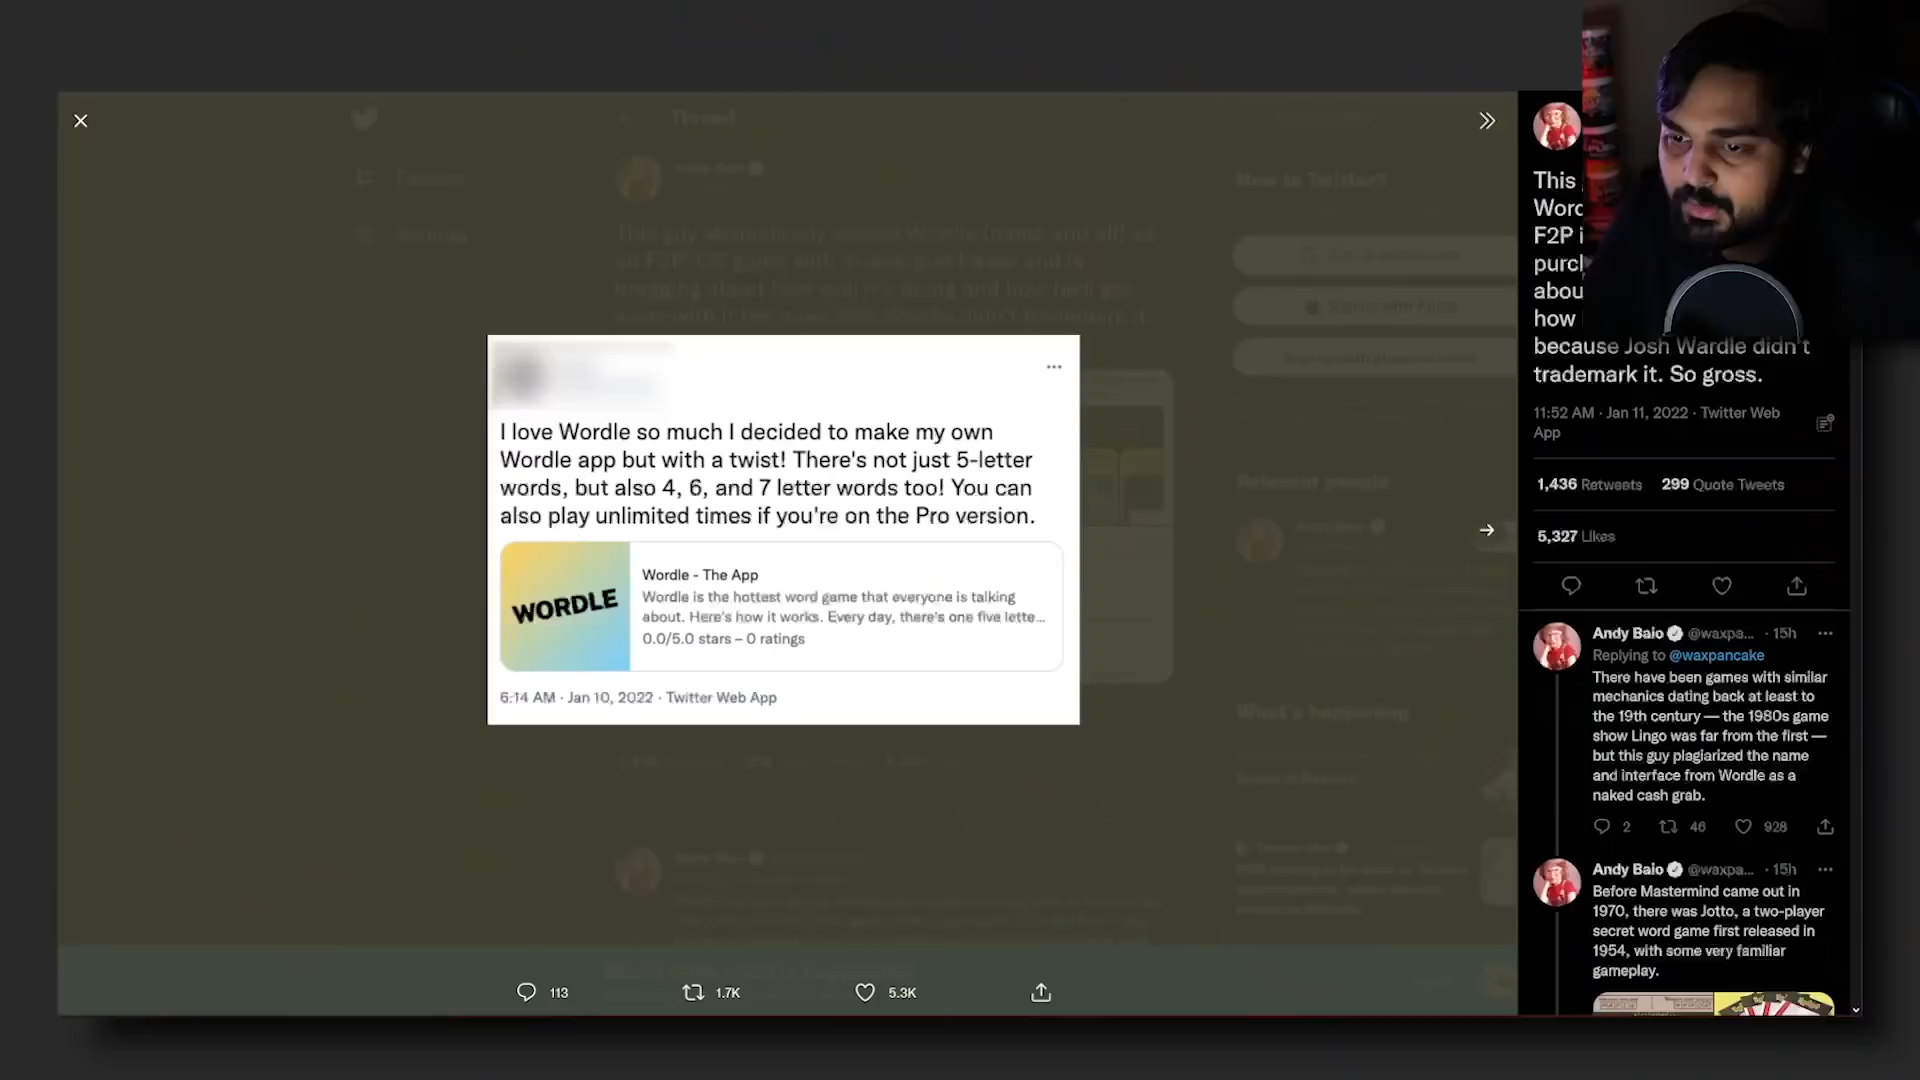 I love Wordle so much I decided to make my own
Wordle app but with a twist! There's not just 5-letter
words, but also 4, 6, and 7 letter words too! You can
also play unlimited times if you're on the Pro version.
WORDLE
Wordle - The App
Wordle is the hottest word game that everyone is talking
about. Here's how it works. Every day, there's one five lette...
0.0/5.0 stars – 0 ratings
6:14 AM · Jan 10, 2022 · Twitter Web App
113
1.7K
5.3K
This
F2P
how
because Josh Wardle didn't
trademark it. So gross.
11:52 AM · Jan 11, 2022 · Twitter Web
App
1,436 Retweets 299 Quote Tweets
5,327 Likes
Andy Baio @waxpa... · 15h
Replying to @waxpancake
There have been games with similar
mechanics dating back at least to
the 19th century — the 1980s game
show Lingo was far from the first —
but this guy plagiarized the name
and interface from Wordle as a
naked cash grab.
2 46 928
Andy Baio @waxpa... · 15h
Before Mastermind came out in
1970, there was Jotto, a two-player
secret word game first released in
1954, with some very familiar
gameplay.